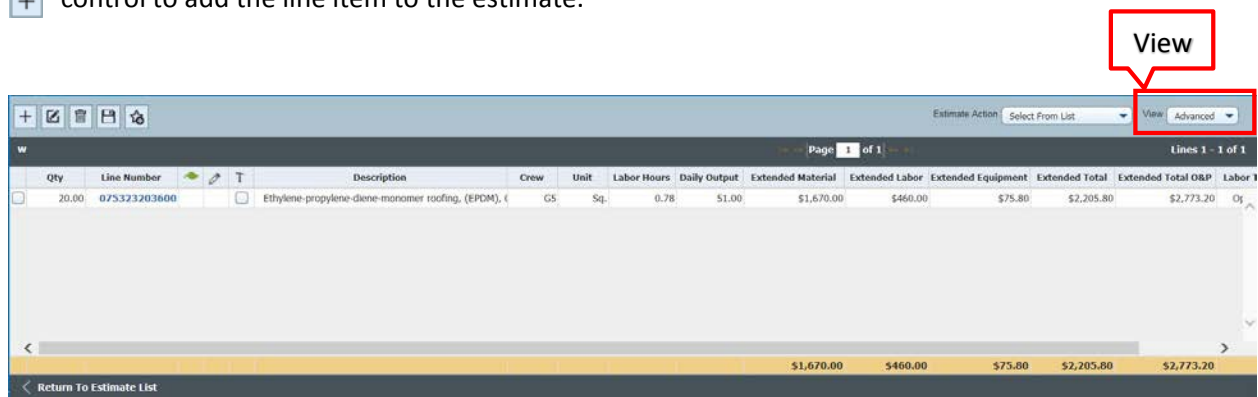 + control to add the line item to the estimate.
View
Estimate Action Select From List View Advanced
w Page 1 of 1 Lines 1 - 1 of 1
Qty Line Number T Description Crew Unit Labor Hours Daily Output Extended Material Extended Labor Extended Equipment Extended Total Extended Total O&P Labor
20.00 075323203600 Ethylene-propylene-diene-monomer roofing, (EPDM), G5 Sq. 0.78 51.00 $1,670.00 $460.00 $75.80 $2,205.80 $2,773.20
$1,670.00 $460.00 $75.80 $2,205.80 $2,773.20
Return To Estimate List